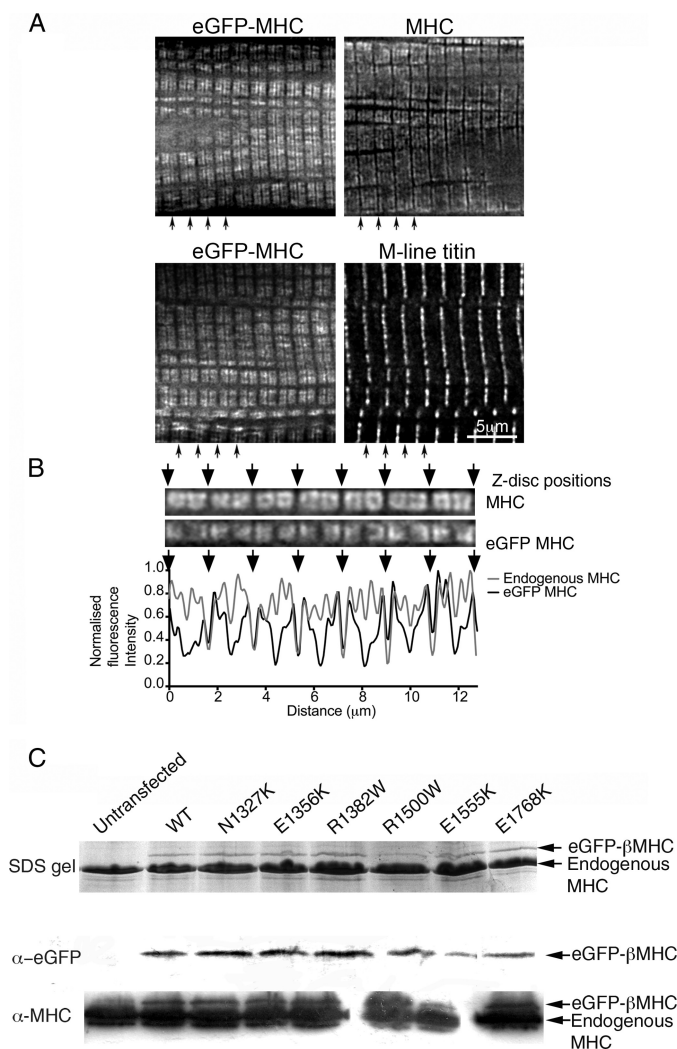 A
eGFP-MHC
MHC
eGFP-MHC
M-line titin
5μm
B
Z-disc positions
MHC
eGFP MHC
Normalised
fluorescence
Intensity
1.0
0.8
0.6
0.4
0.2
0.0
Endogenous MHC
eGFP MHC
0 2 4 6 8 10 12
Distance (μm)
C
Untransfected
WT
N1327K
E1356K
R1382W
R1500W
E1555K
E1768K
SDS gel
eGFP-βMHC
Endogenous
MHC
α–eGFP
eGFP-βMHC
α-MHC
eGFP-βMHC
Endogenous
MHC